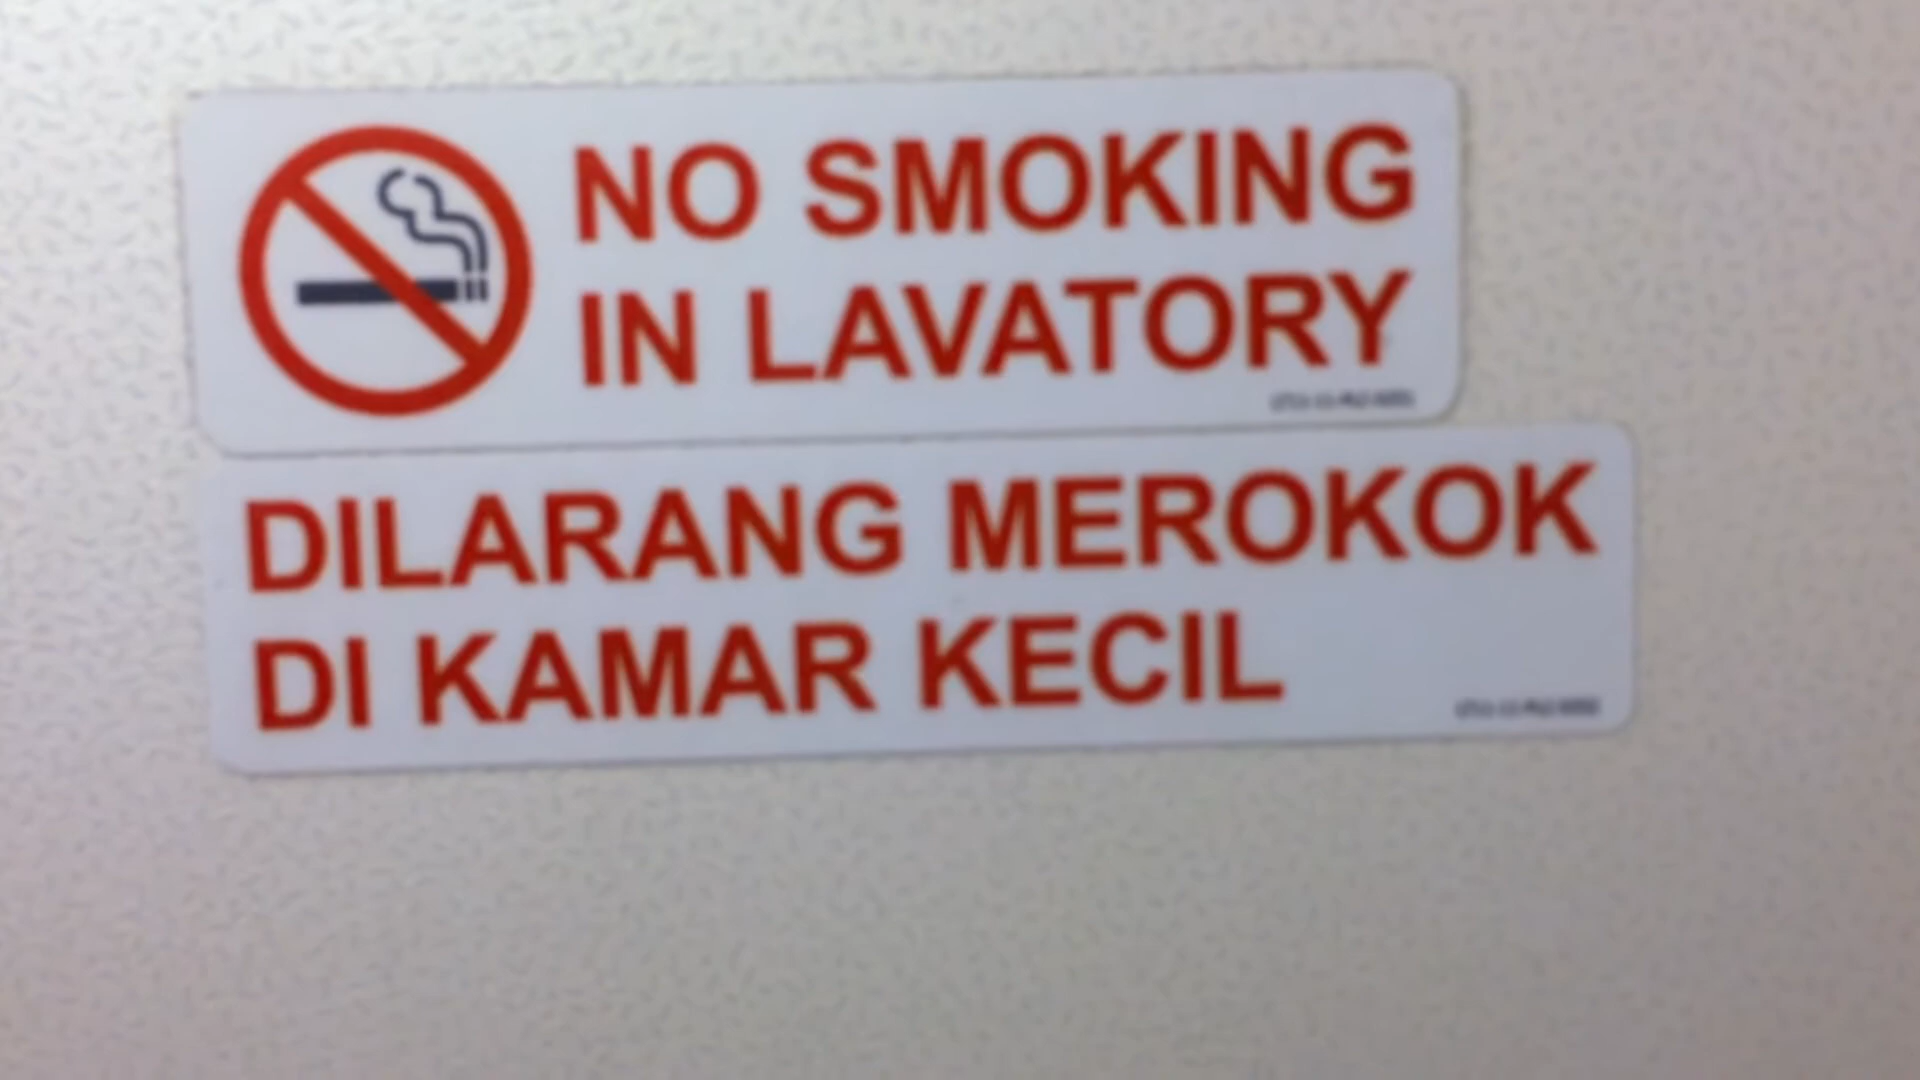 NO SMOKING
IN LAVATORY
DILARANG MEROKOK
DI KAMAR KECIL